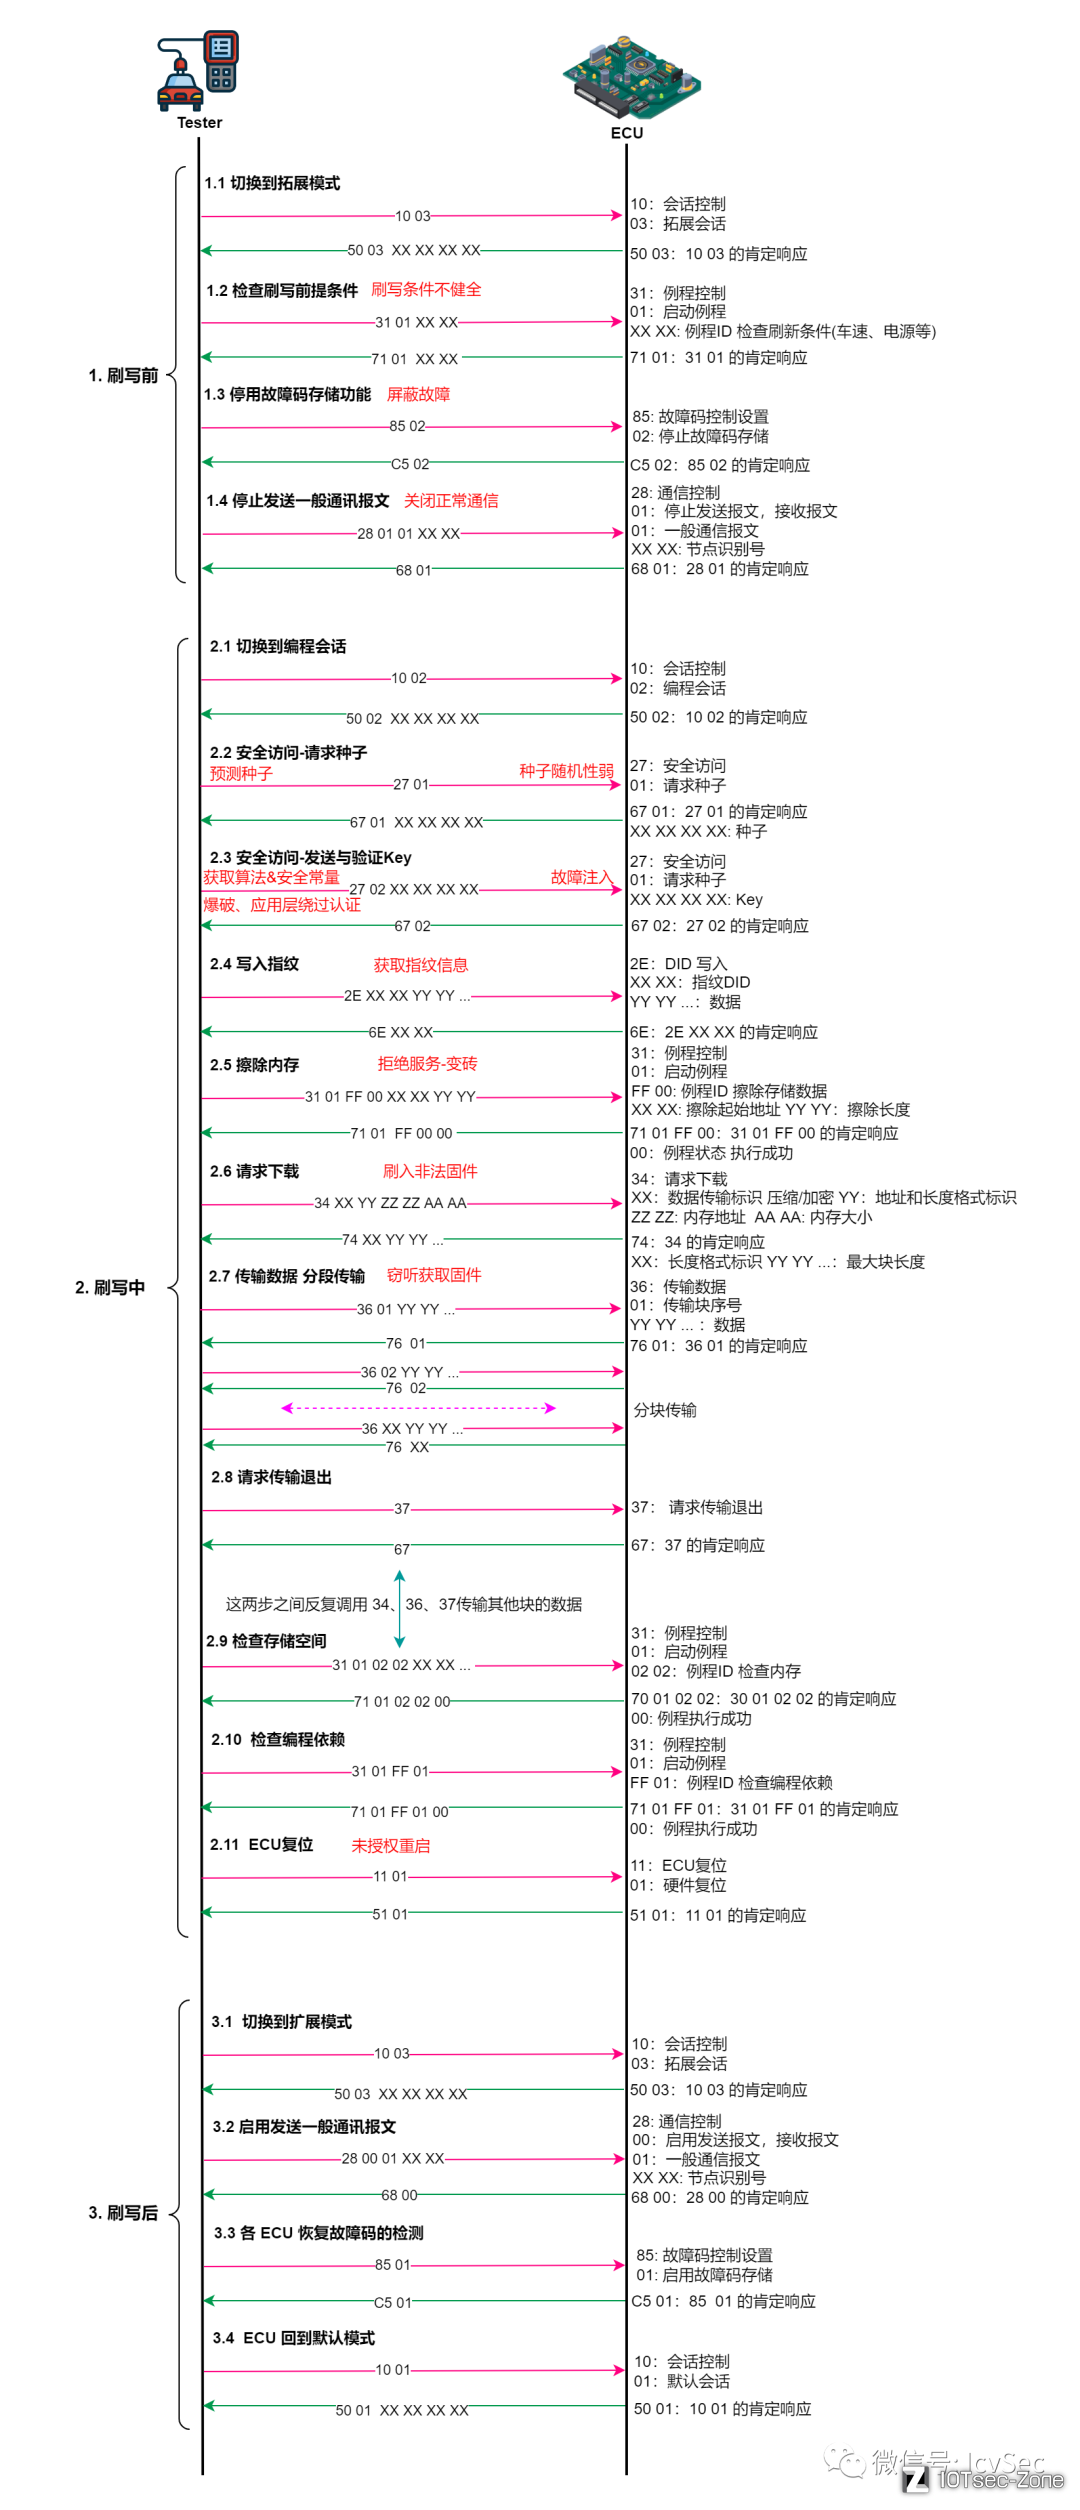 Tester
ECU
1.1 切换到拓展模式
10 03
10：会话控制
03：拓展会话
50 03 XX XX XX XX
50 03：10 03 的肯定响应
1.2 检查刷写前提条件 刷写条件不健全
31 01 XX XX
31：例程控制
01：启动例程
XX XX: 例程ID 检查刷新条件(车速、电源等)
71 01 XX XX
71 01：31 01 的肯定响应
1. 刷写前
1.3 停用故障码存储功能 屏蔽故障
85 02
85: 故障码控制设置
02: 停止故障码存储
C5 02
C5 02：85 02 的肯定响应
1.4 停止发送一般通讯报文 关闭正常通信
28 01 01 XX XX
28: 通信控制
01：停止发送报文，接收报文
01：一般通信报文
XX XX: 节点识别号
68 01
68 01：28 01 的肯定响应
2.1 切换到编程会话
10 02
10：会话控制
02：编程会话
50 02 XX XX XX XX
50 02：10 02 的肯定响应
2.2 安全访问-请求种子
预测种子
27 01
种子随机性弱
27：安全访问
01：请求种子
67 01 XX XX XX XX
67 01：27 01 的肯定响应
XX XX XX XX: 种子
2.3 安全访问-发送与验证Key
获取算法&安全常量
27 02 XX XX XX XX
故障注入
爆破、应用层绕过认证
27：安全访问
01：请求种子
XX XX XX XX: Key
67 02
67 02：27 02 的肯定响应
2.4 写入指纹 获取指纹信息
2E XX XX YY YY ...
2E：DID 写入
XX XX：指纹DID
YY YY ...：数据
6E XX XX
6E：2E XX XX 的肯定响应
2.5 擦除内存 拒绝服务-变砖
31 01 FF 00 XX XX YY YY
31：例程控制
01：启动例程
FF 00: 例程ID 擦除存储数据
XX XX: 擦除起始地址 YY YY：擦除长度
71 01 FF 00 00
71 01 FF 00：31 01 FF 00 的肯定响应
00：例程状态 执行成功
2.6 请求下载 刷入非法固件
34 XX YY ZZ ZZ AA AA
34：请求下载
XX：数据传输标识 压缩/加密 YY：地址和长度格式标识
ZZ ZZ: 内存地址 AA AA: 内存大小
74 XX YY YY ...
74：34 的肯定响应
XX：长度格式标识 YY YY ...：最大块长度
2. 刷写中
2.7 传输数据 分段传输 窃听获取固件
36 01 YY YY ...
36：传输数据
01：传输块序号
YY YY ...：数据
76 01
76 01：36 01 的肯定响应
36 02 YY YY ...
76 02
分块传输
36 XX YY YY ...
76 XX
2.8 请求传输退出
37
37： 请求传输退出
67
67：37 的肯定响应
这两步之间反复调用 34、36、37传输其他块的数据
2.9 检查存储空间
31 01 02 02 XX XX ...
31：例程控制
01：启动例程
02 02：例程ID 检查内存
71 01 02 02 00
70 01 02 02：30 01 02 02 的肯定响应
00: 例程执行成功
2.10 检查编程依赖
31 01 FF 01
31：例程控制
01：启动例程
FF 01：例程ID 检查编程依赖
71 01 FF 01 00
71 01 FF 01：31 01 FF 01 的肯定响应
00：例程执行成功
2.11 ECU复位 未授权重启
11 01
11：ECU复位
01：硬件复位
51 01
51 01：11 01 的肯定响应
3.1 切换到扩展模式
10 03
10：会话控制
03：拓展会话
50 03 XX XX XX XX
50 03：10 03 的肯定响应
3.2 启用发送一般通讯报文
28 00 01 XX XX
28: 通信控制
00：启用发送报文，接收报文
01：一般通信报文
XX XX: 节点识别号
68 00
68 00：28 00 的肯定响应
3. 刷写后
3.3 各 ECU 恢复故障码的检测
85 01
85: 故障码控制设置
01: 启用故障码存储
C5 01
C5 01：85 01 的肯定响应
3.4 ECU 回到默认模式
10 01
10：会话控制
01：默认会话
50 01 XX XX XX XX
50 01：10 01 的肯定响应
微信号: IcySec
IOTsec-Zone